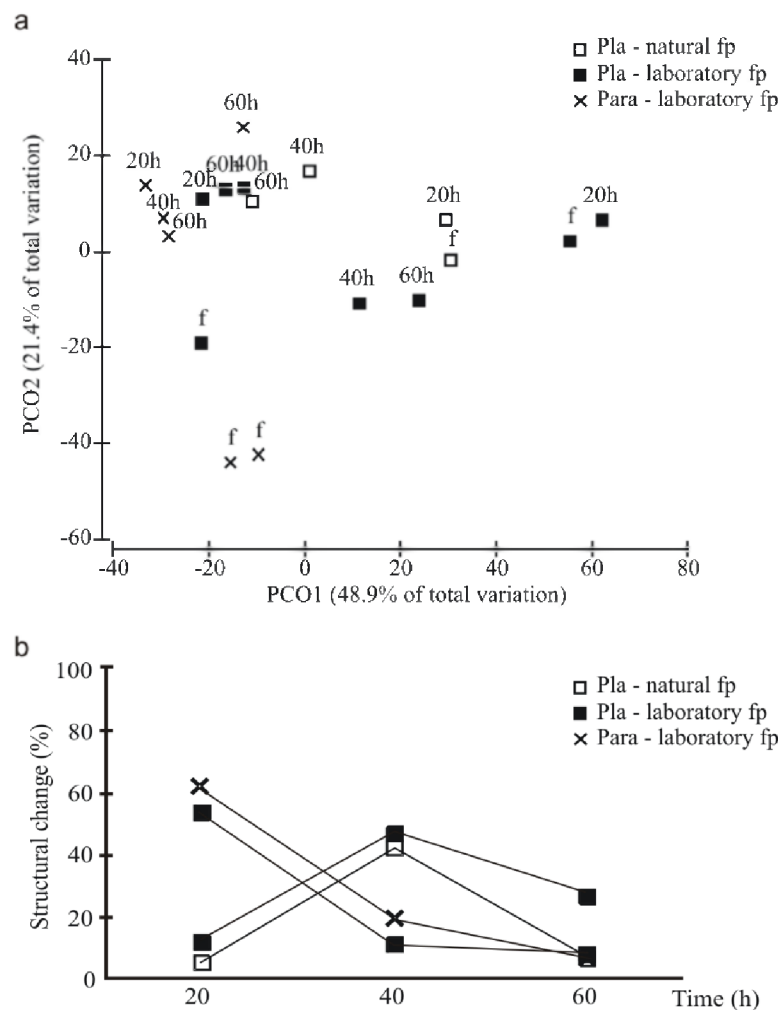 a
40
20
0
-20
-40
-60
PCO2 (21.4% of total variation)
□ Pla - natural fp
■ Pla - laboratory fp
× Para - laboratory fp
60h
40h
20h
60h 40h
20h
60h
40h
60h
20h
20h
f
f
40h
60h
f
f
f
-40
-20
0
20
40
60
80
PCO1 (48.9% of total variation)
b
100
80
60
40
20
0
Structural change (%)
□ Pla - natural fp
■ Pla - laboratory fp
× Para - laboratory fp
20
40
60
Time (h)